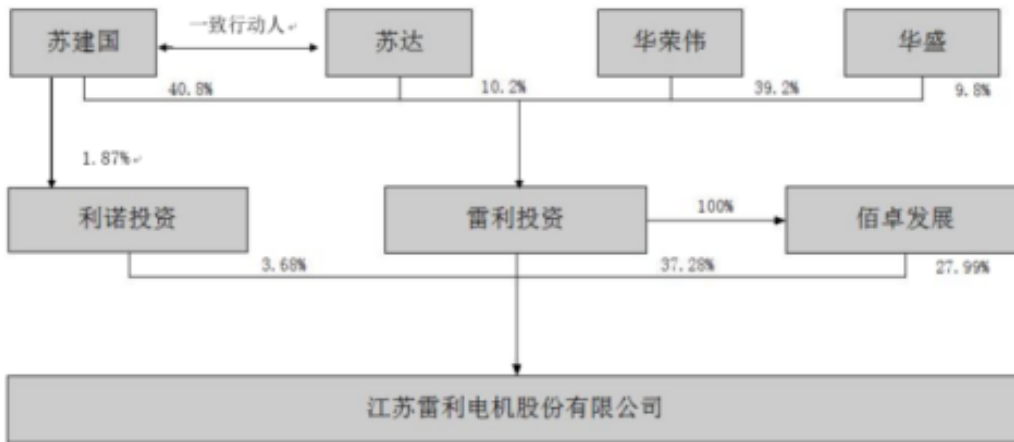 一致行动人
苏建国
苏达
华荣伟
华盛
40.8%
10.2%
39.2%
9.8%
1.87%
利诺投资
雷利投资
100%
佰卓发展
3.68%
37.28%
27.99%
江苏雷利电机股份有限公司